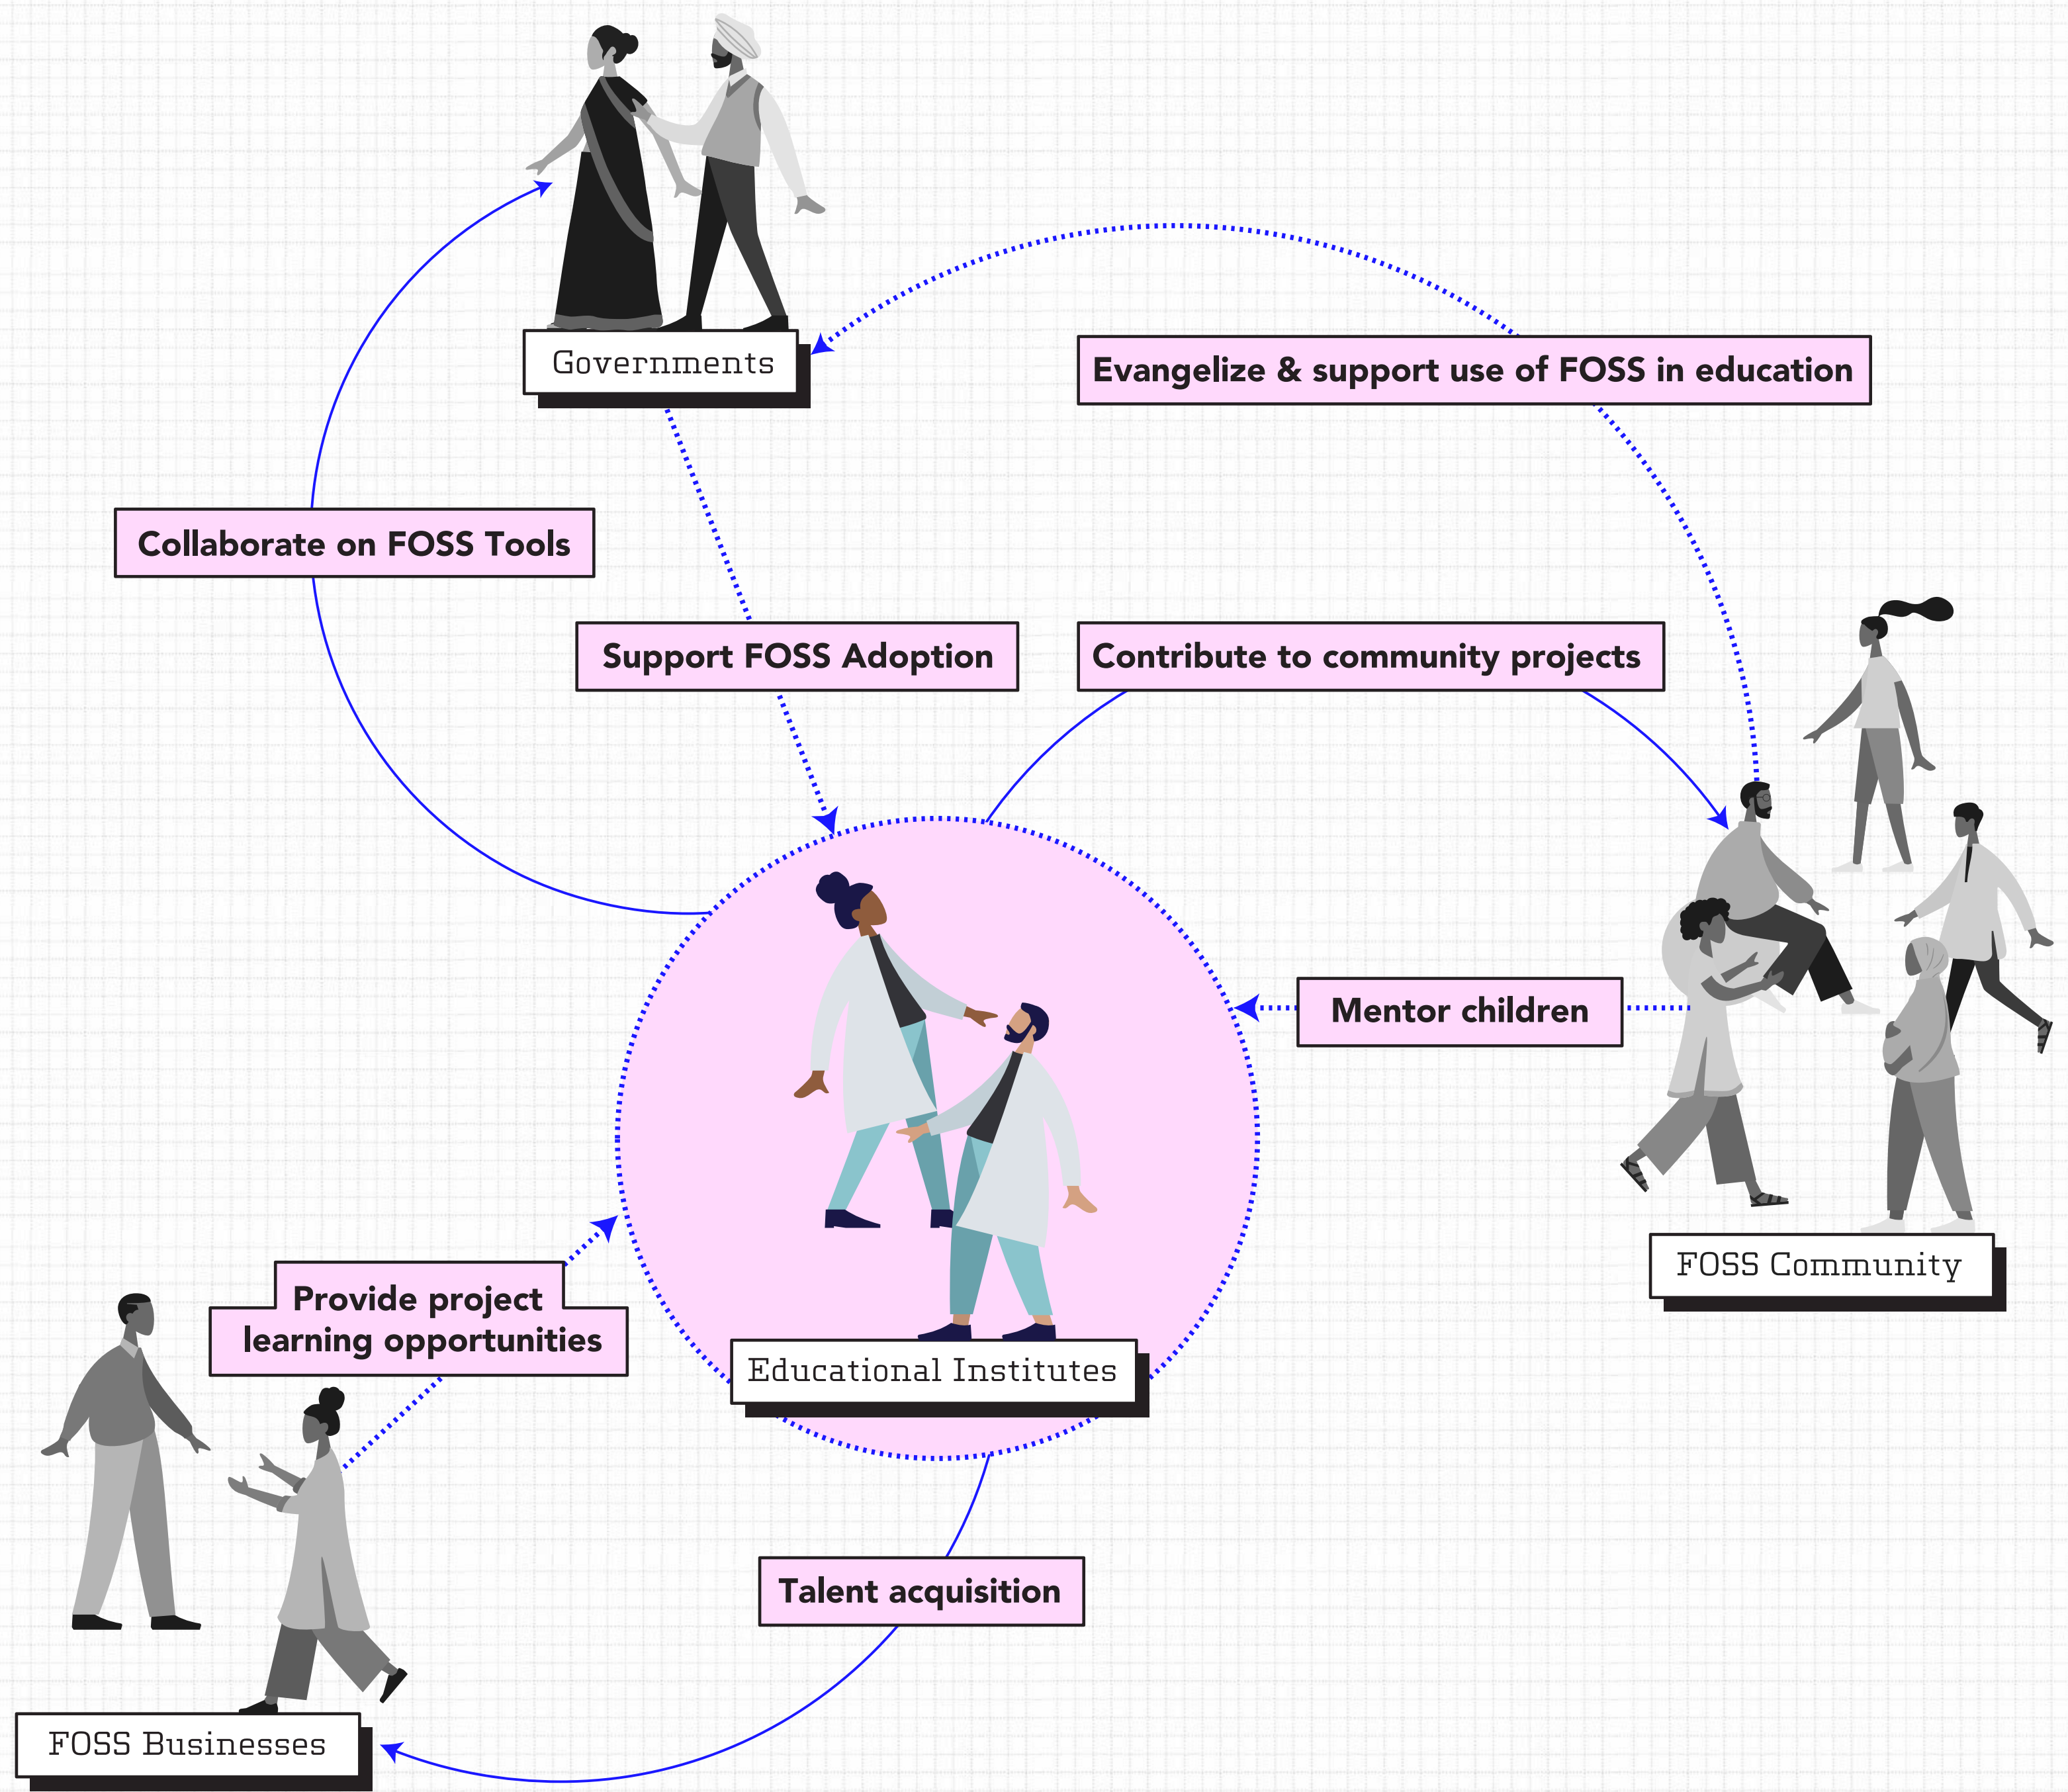 Governments
Evangelize & support use of FOSS in education
Collaborate on FOSS Tools
Support FOSS Adoption
Contribute to community projects
Mentor children
FOSS Community
Provide project
learning opportunities
Educational Institutes
Talent acquisition
FOSS Businesses